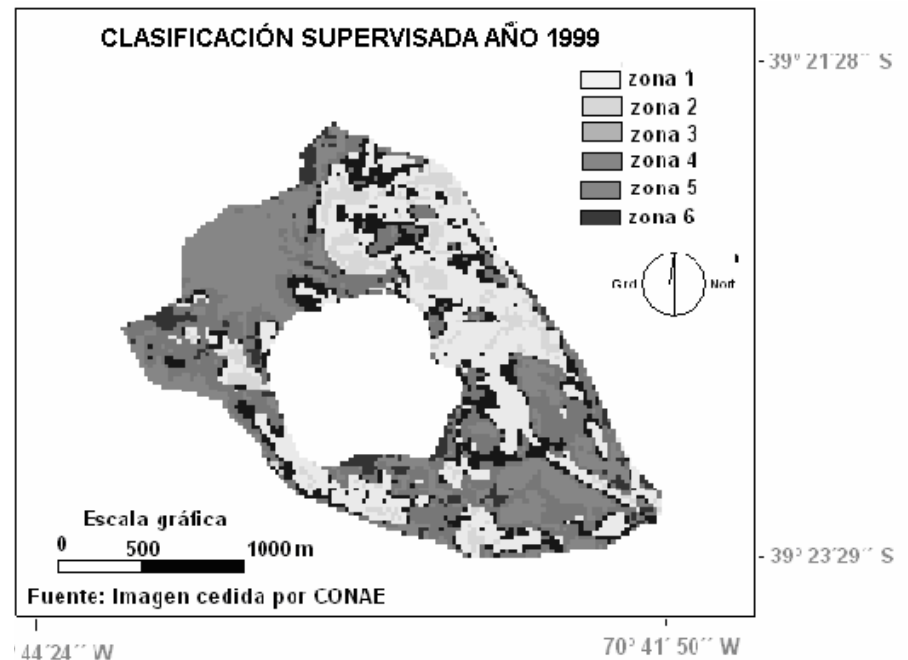 CLASIFICACIÓN SUPERVISADA AÑO 1999
39° 21´28´´ S
zona 1
zona 2
zona 3
zona 4
zona 5
zona 6
Grd Nort
Escala gráfica
0 500 1000 m
39° 23´29´´ S
Fuente: Imagen cedida por CONAE
44´24´´ W 70° 41´50´´ W